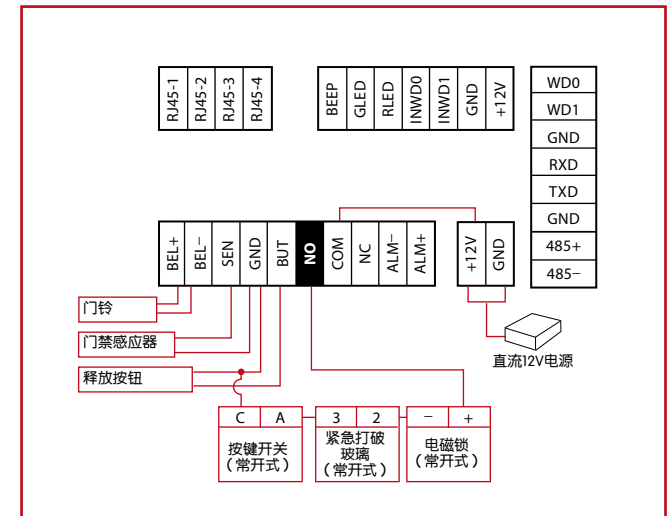 RJ45-1 RJ45-2 RJ45-3 RJ45-4
BEEP GLED RLED INWD0 INWD1 GND +12V
WD0
WD1
GND
RXD
TXD
GND
485+
485−
BEL+ BEL− SEN GND BUT NO COM NC ALM− ALM+
+12V GND
门铃
门禁感应器
释放按钮
直流12V电源
C A
按键开关
（常开式）
3 2
紧急打破
玻璃
（常开式）
− +
电磁锁
（常开式）